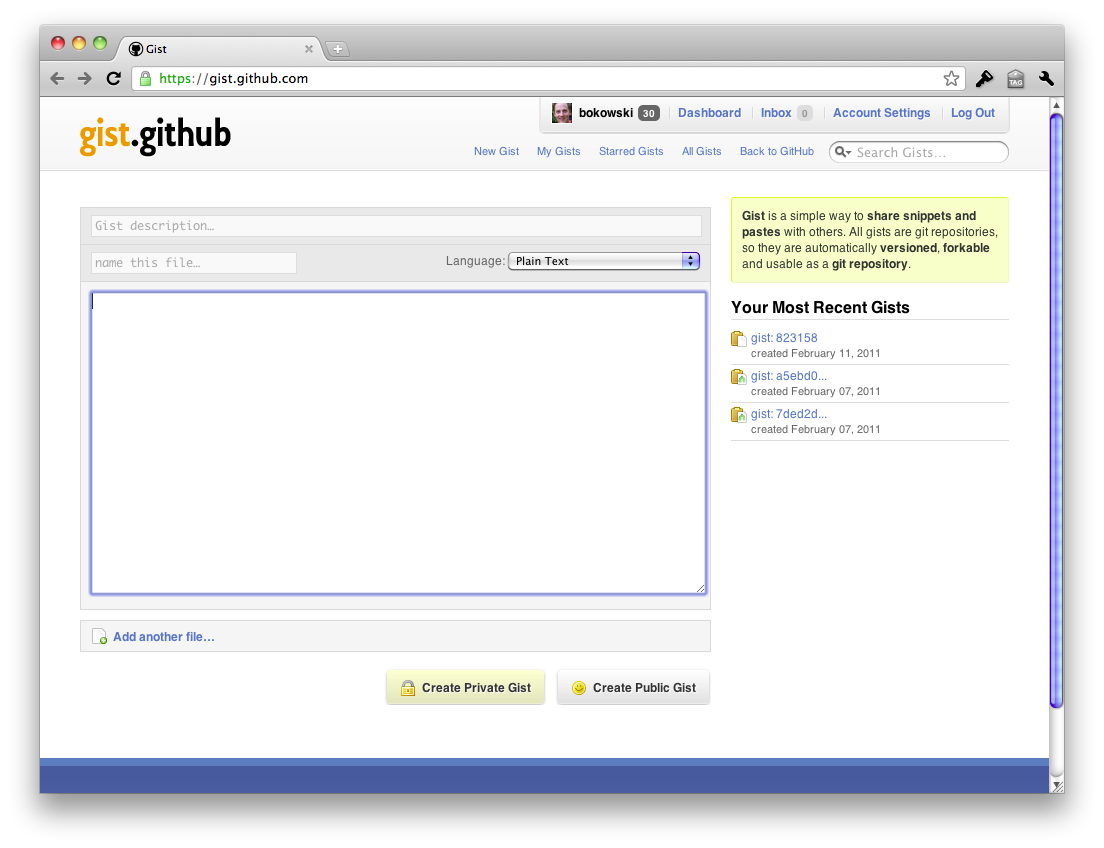 Gist
https://gist.github.com
TAG
gist.github
bokowski 30 Dashboard Inbox 0 Account Settings Log Out
New Gist My Gists Starred Gists All Gists Back to GitHub Search Gists...
Gist description…
name this file… Language: Plain Text
Add another file…
Create Private Gist Create Public Gist
Gist is a simple way to share snippets and
pastes with others. All gists are git repositories,
so they are automatically versioned, forkable
and usable as a git repository.
Your Most Recent Gists
gist: 823158
created February 11, 2011
gist: a5ebd0...
created February 07, 2011
gist: 7ded2d...
created February 07, 2011